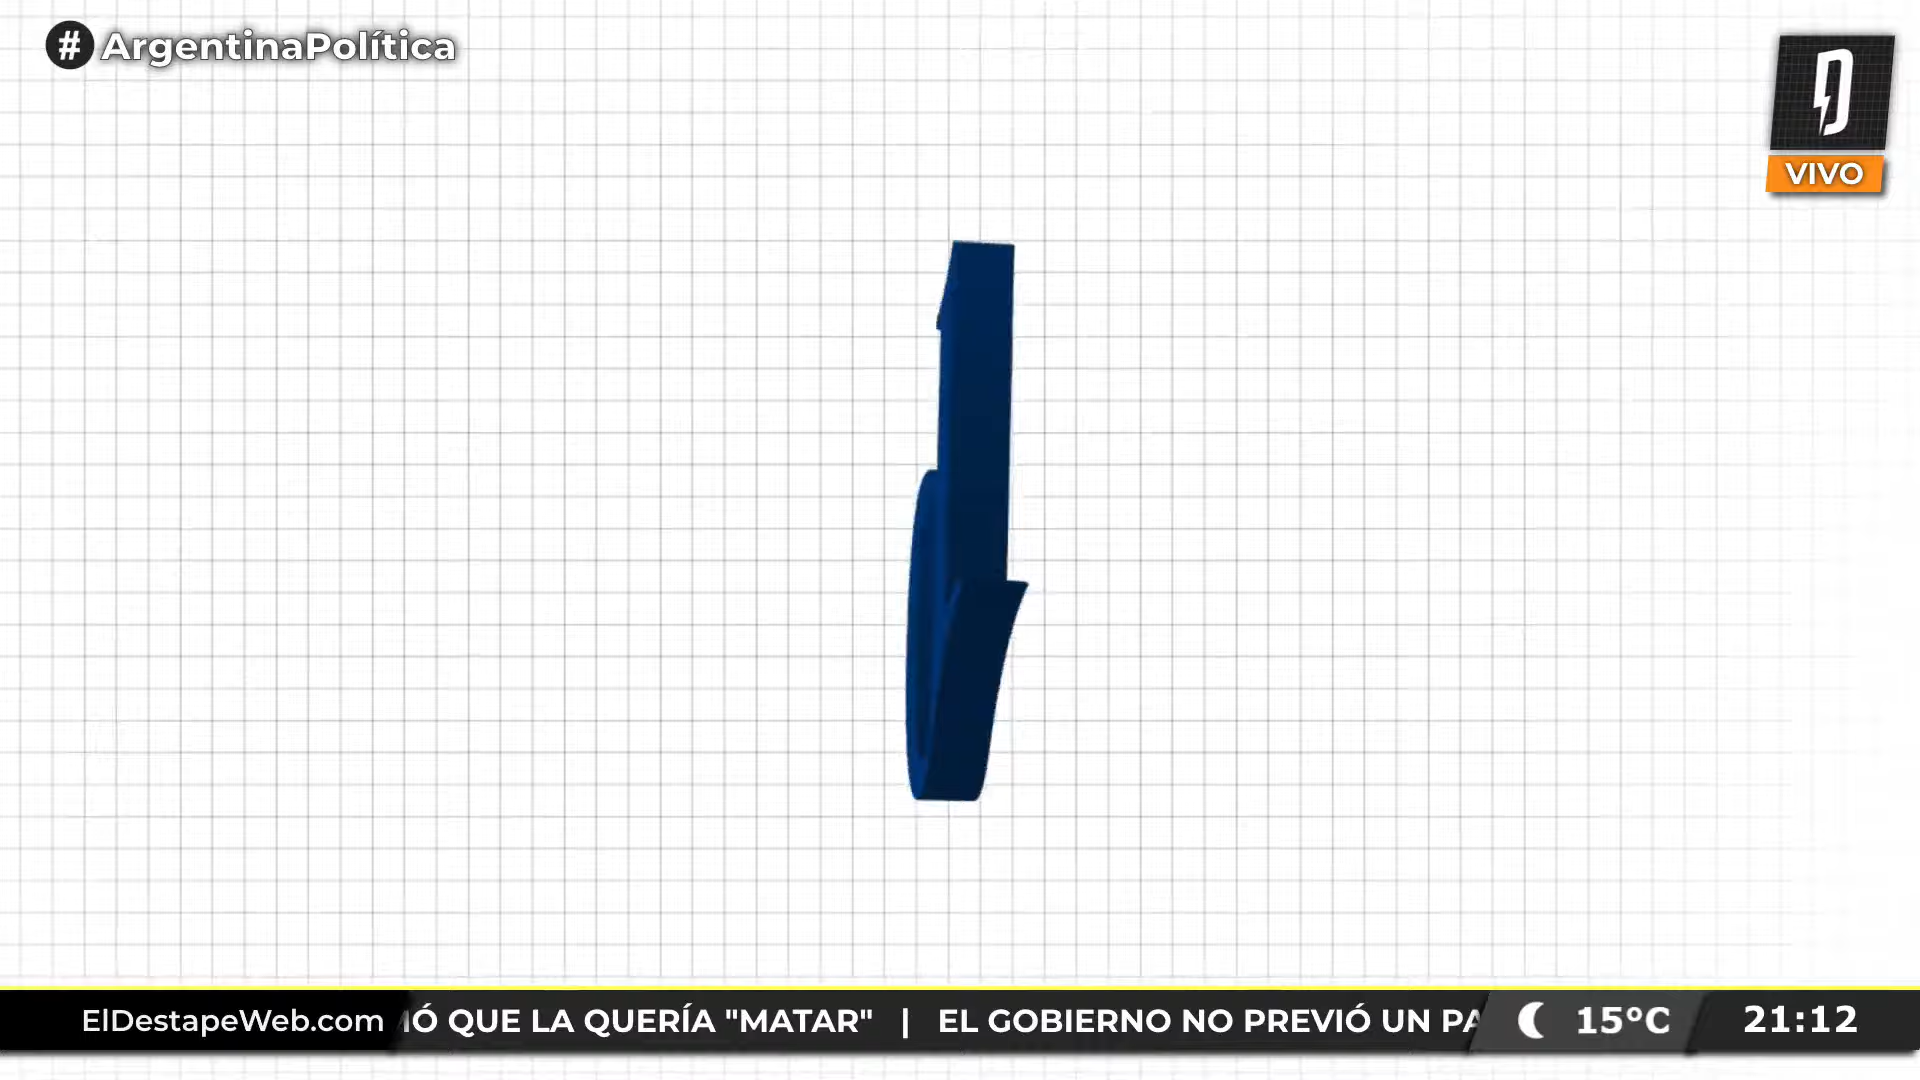 # ArgentinaPolítica
VIVO
ElDestapeWeb.com
QUE LA QUERÍA "MATAR" | EL GOBIERNO NO PREVIÓ UN
15°C
21:12